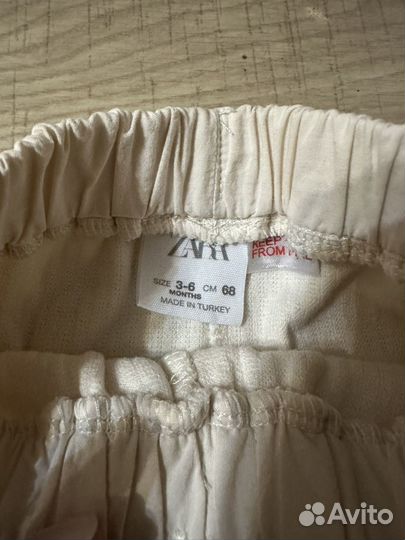 ZARA
KEEP
FROM
SIZE 3-6 CM 68
MONTHS
MADE IN TURKEY
Avito